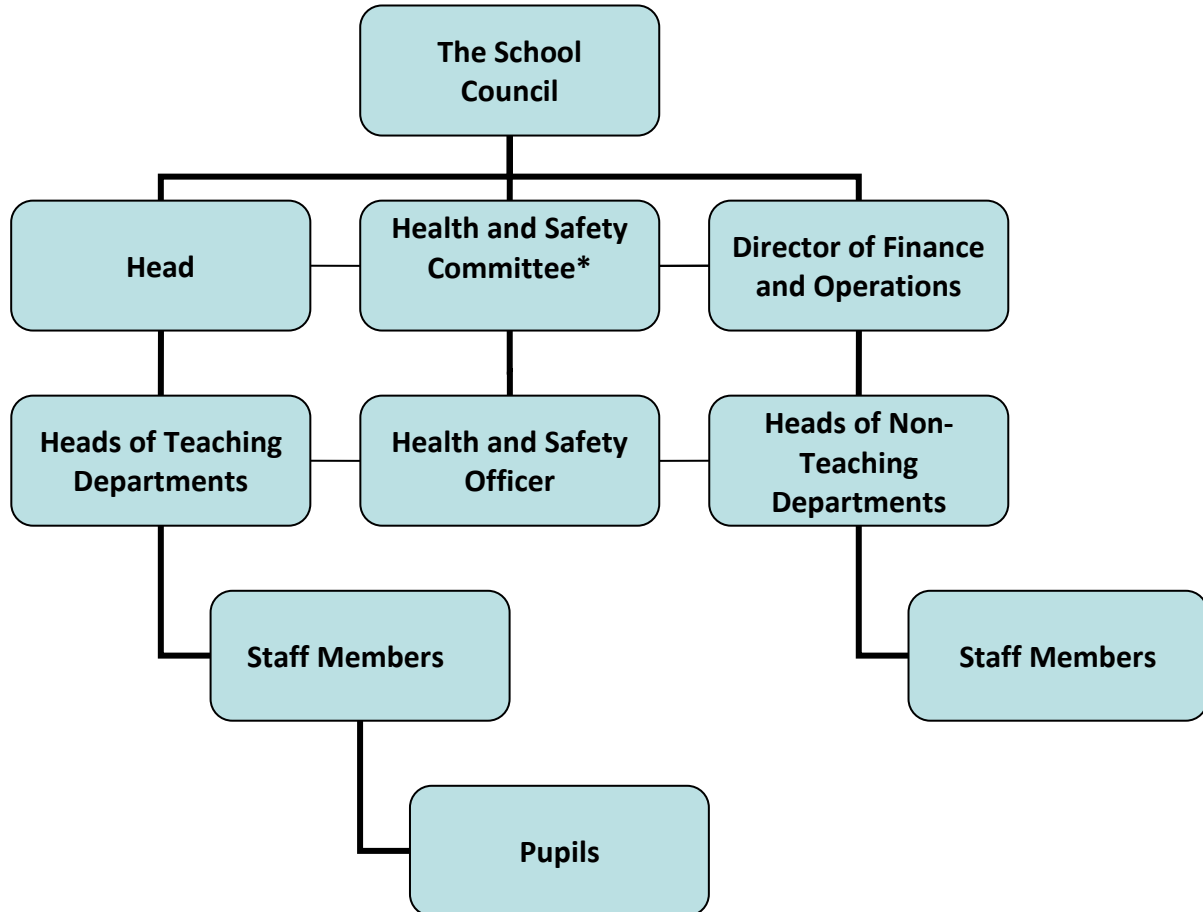 The School
Council
Head
Health and Safety
Committee*
Director of Finance
and Operations
Heads of Teaching
Departments
Health and Safety
Officer
Heads of Non-
Teaching
Departments
Staff Members
Staff Members
Pupils